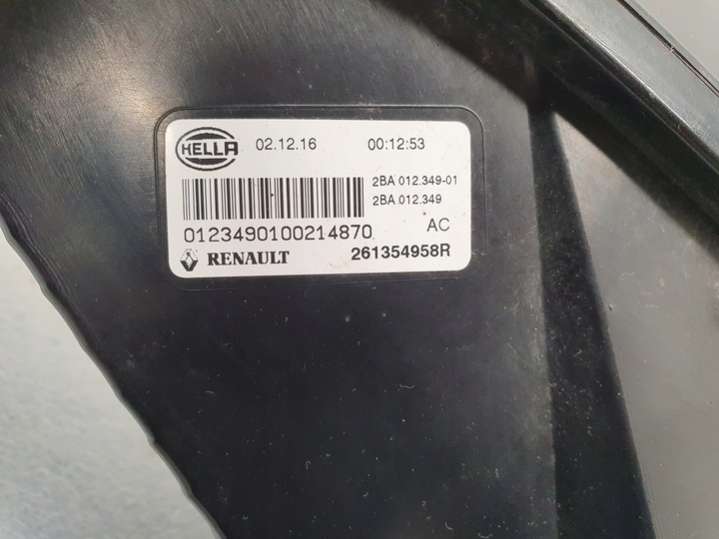 HELLA 02.12.16 00:12:53
2BA 012.349-01
2BA 012.349
0123490100214870 AC
RENAULT 261354958R